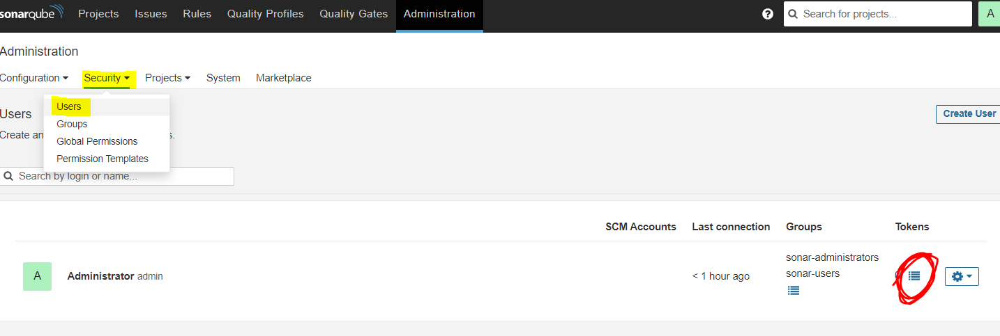 sonarqube Projects Issues Rules Quality Profiles Quality Gates Administration Search for projects... A
Administration
Configuration Security Projects System Marketplace
Users
Users
Create User
Groups
Create an
s.
Global Permissions
Permission Templates
Search by login or name...
SCM Accounts Last connection Groups Tokens
A Administrator admin < 1 hour ago sonar-administrators
sonar-users